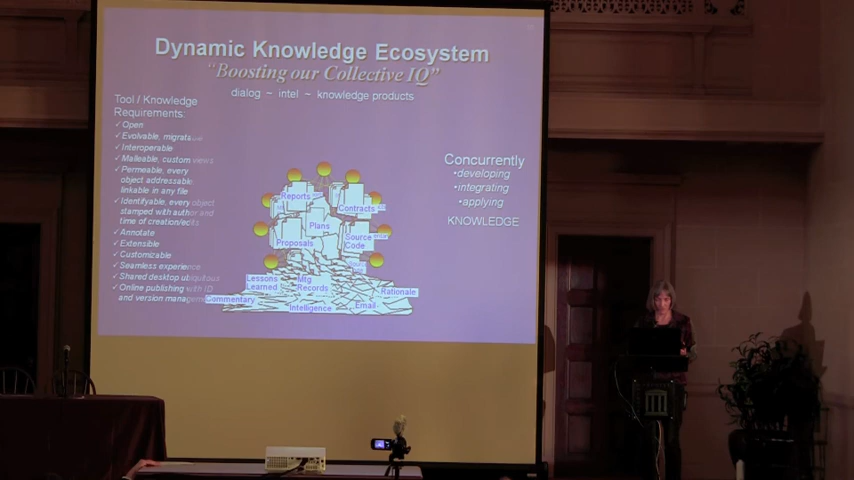 Dynamic Knowledge Ecosystem
"Boosting our Collective IQ"
dialog ~ intel ~ knowledge products
Tool / Knowledge
Requirements:
✓Open
✓Evolvable,
✓Interoperable
✓Malleable, custom views
✓Permeable, every
object addressable
linkable in any file
✓Identifyable, every object
stamped with author and
time of creation/edits
✓Annotate
✓Extensible
✓Customizable
✓Seamless experience
✓Shared desktop ubiquitous
✓Online publishing with ID
and version
Reports
Contracts
Plans
Proposals
Source
Code
Lessons
Learned
Mtg
Records
Rationale
Commentary
Intelligence
Email
Concurrently
•developing
•integrating
•applying
KNOWLEDGE